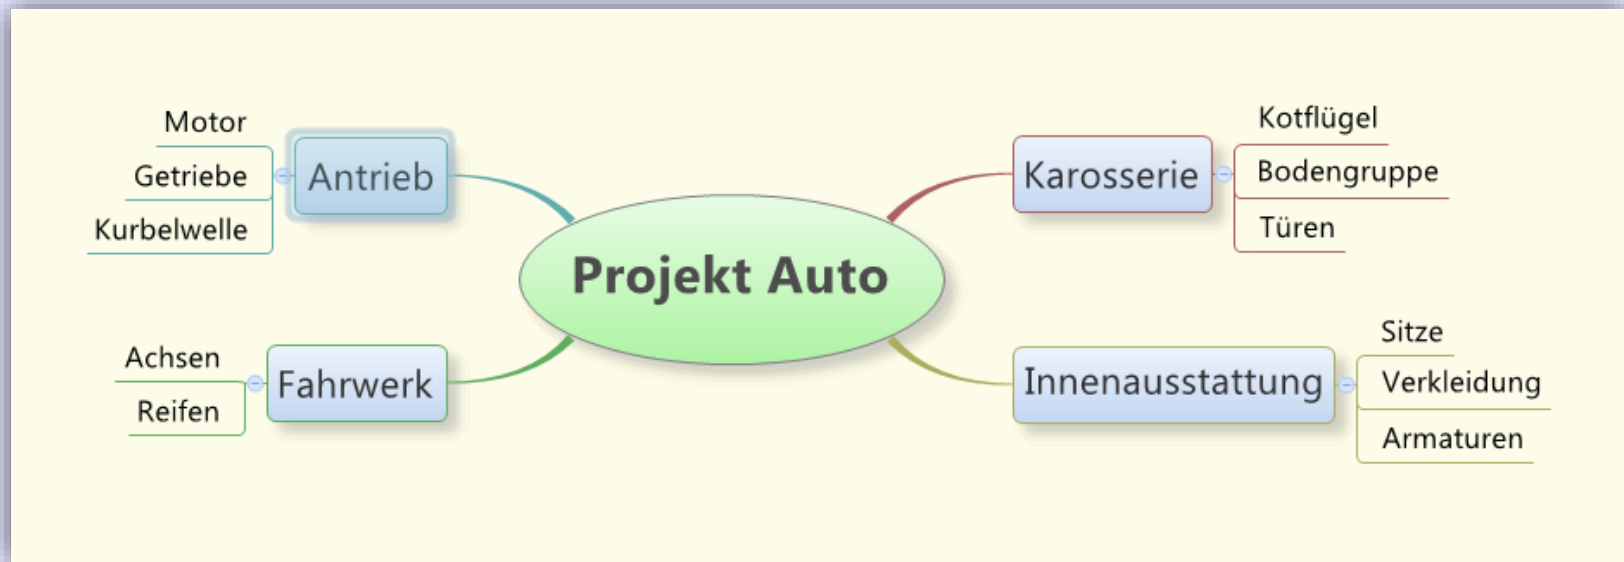 Projekt Auto
Antrieb
Motor
Getriebe
Kurbelwelle
Fahrwerk
Achsen
Reifen
Karosserie
Kotflügel
Bodengruppe
Türen
Innenausstattung
Sitze
Verkleidung
Armaturen